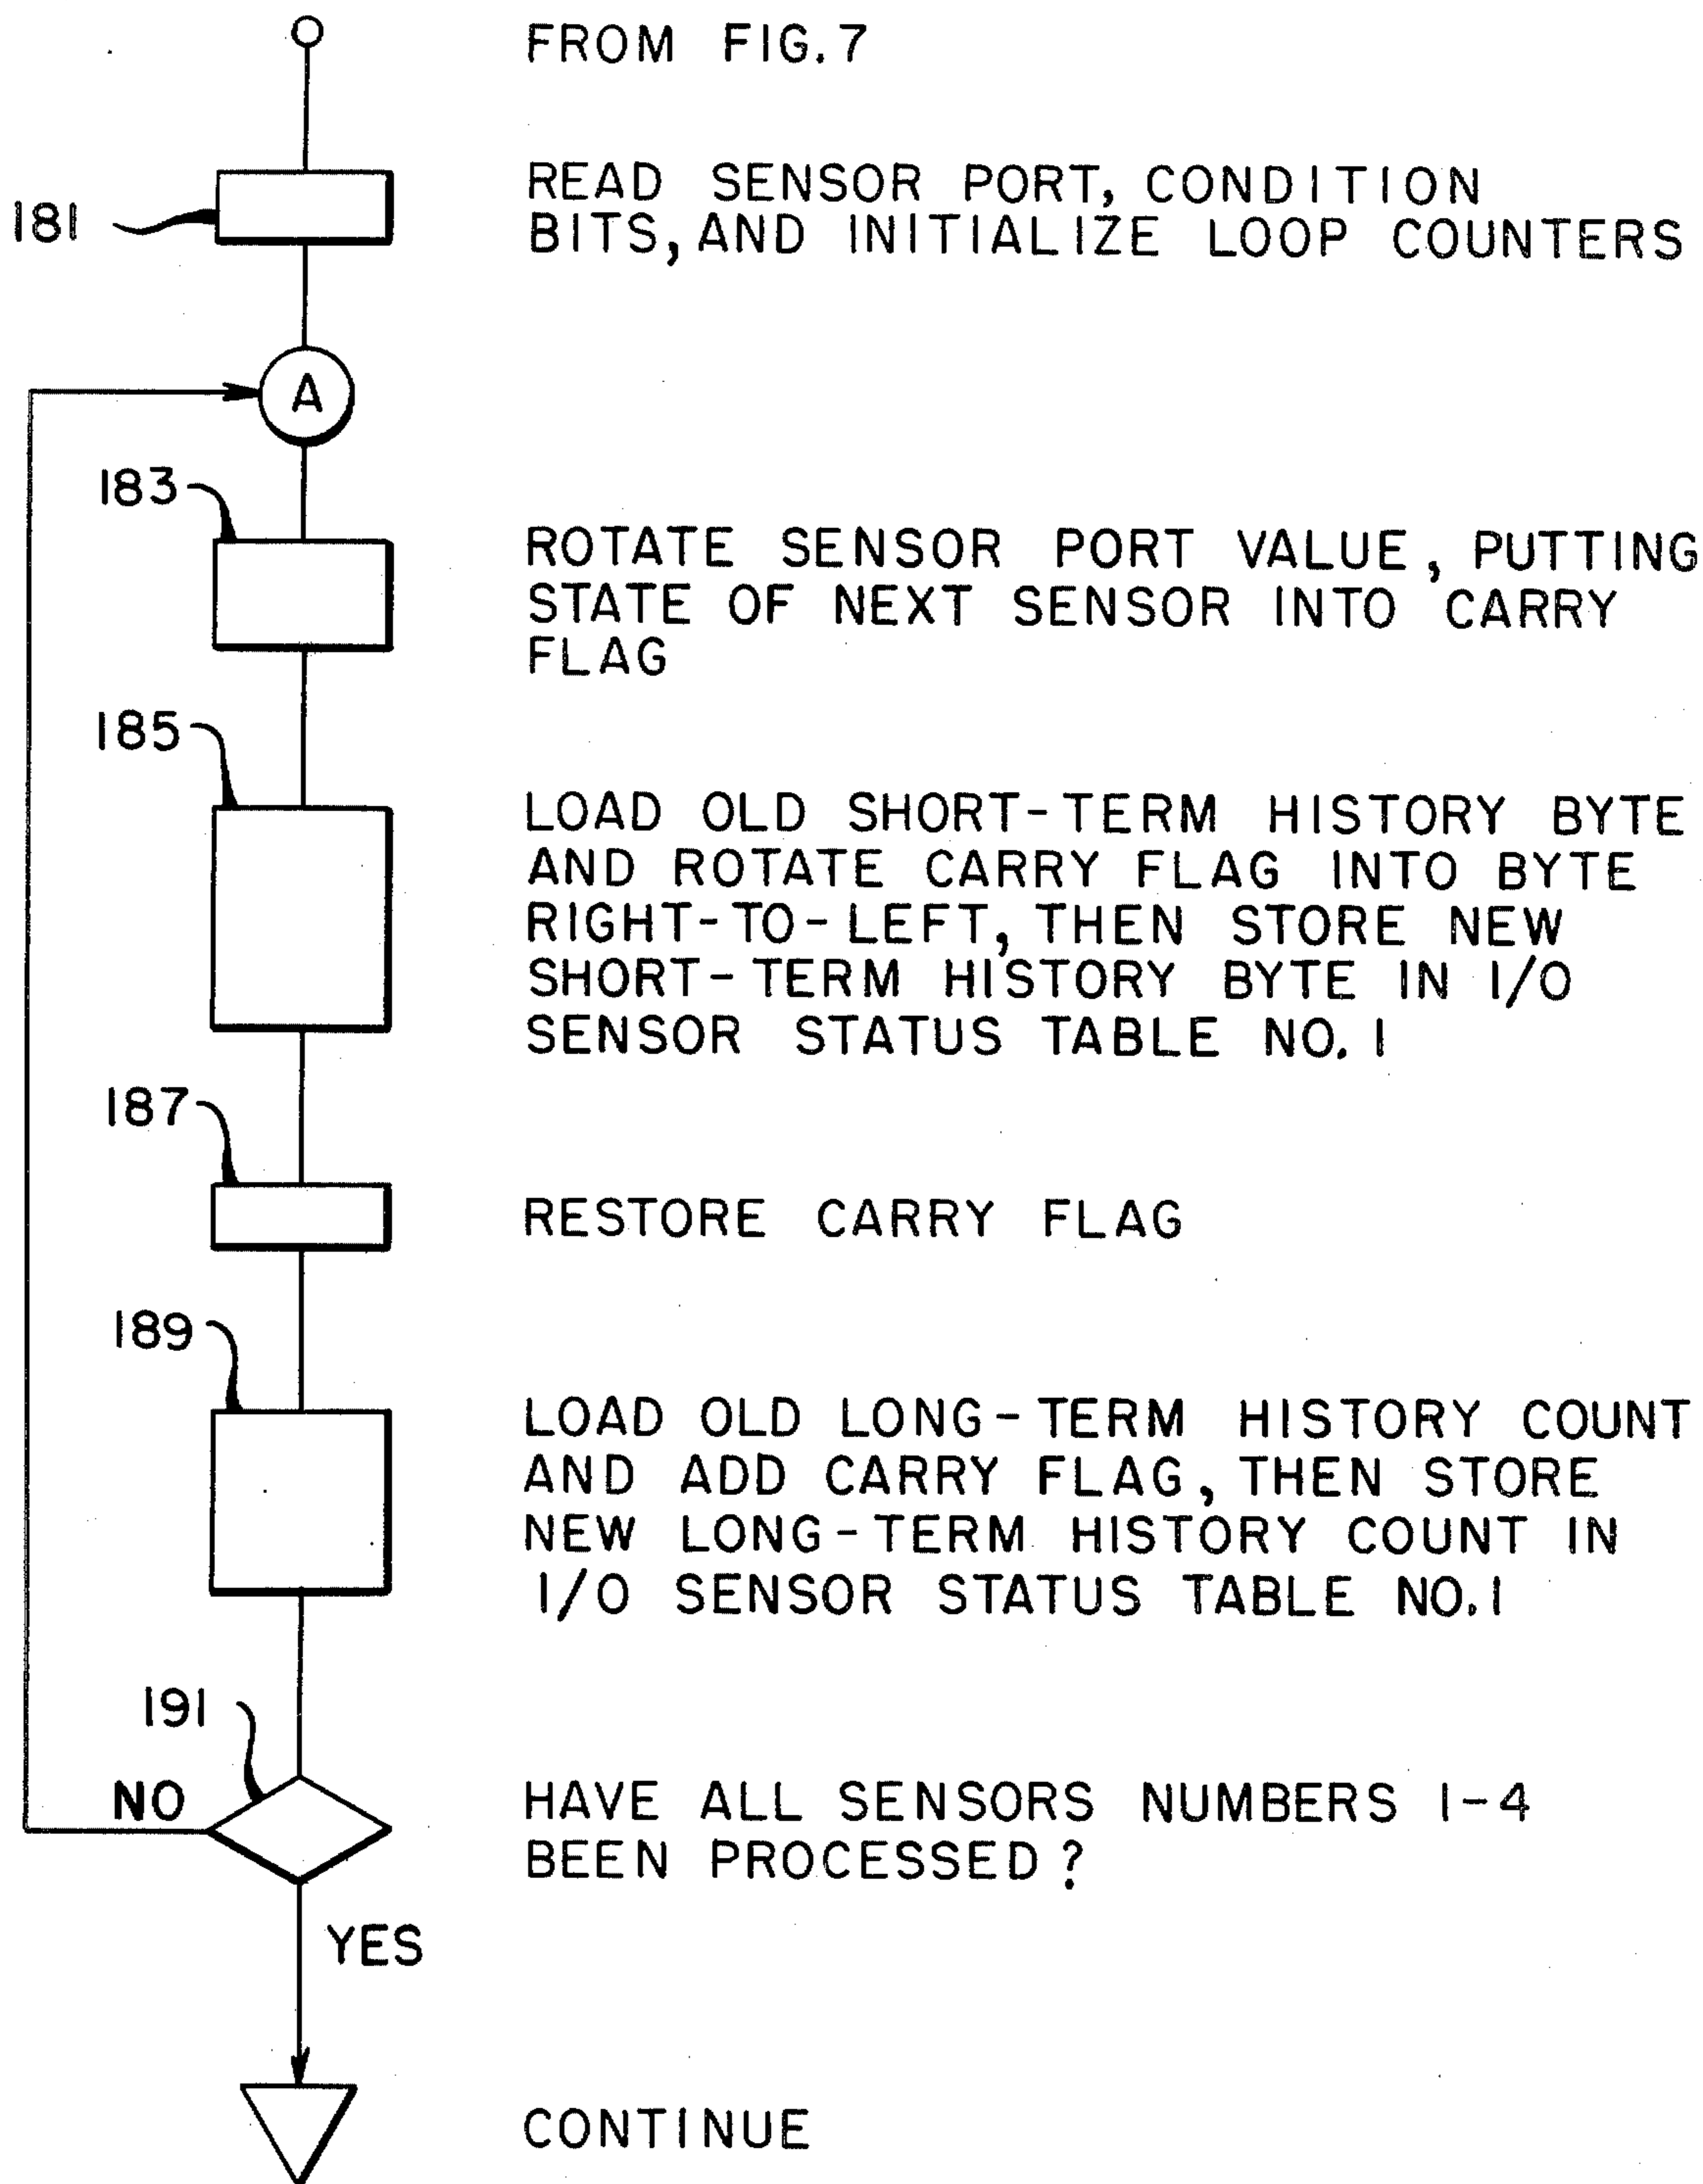 FROM FIG. 7
181
READ SENSOR PORT, CONDITION
BITS, AND INITIALIZE LOOP COUNTERS
A
183
ROTATE SENSOR PORT VALUE, PUTTING
STATE OF NEXT SENSOR INTO CARRY
FLAG
185
LOAD OLD SHORT-TERM HISTORY BYTE
AND ROTATE CARRY FLAG INTO BYTE
RIGHT-TO-LEFT, THEN STORE NEW
SHORT-TERM HISTORY BYTE IN I/O
SENSOR STATUS TABLE NO. 1
187
RESTORE CARRY FLAG
189
LOAD OLD LONG-TERM HISTORY COUNT
AND ADD CARRY FLAG, THEN STORE
NEW LONG-TERM HISTORY COUNT IN
I/O SENSOR STATUS TABLE NO. 1
191
NO
HAVE ALL SENSORS NUMBERS 1-4
BEEN PROCESSED?
YES
CONTINUE